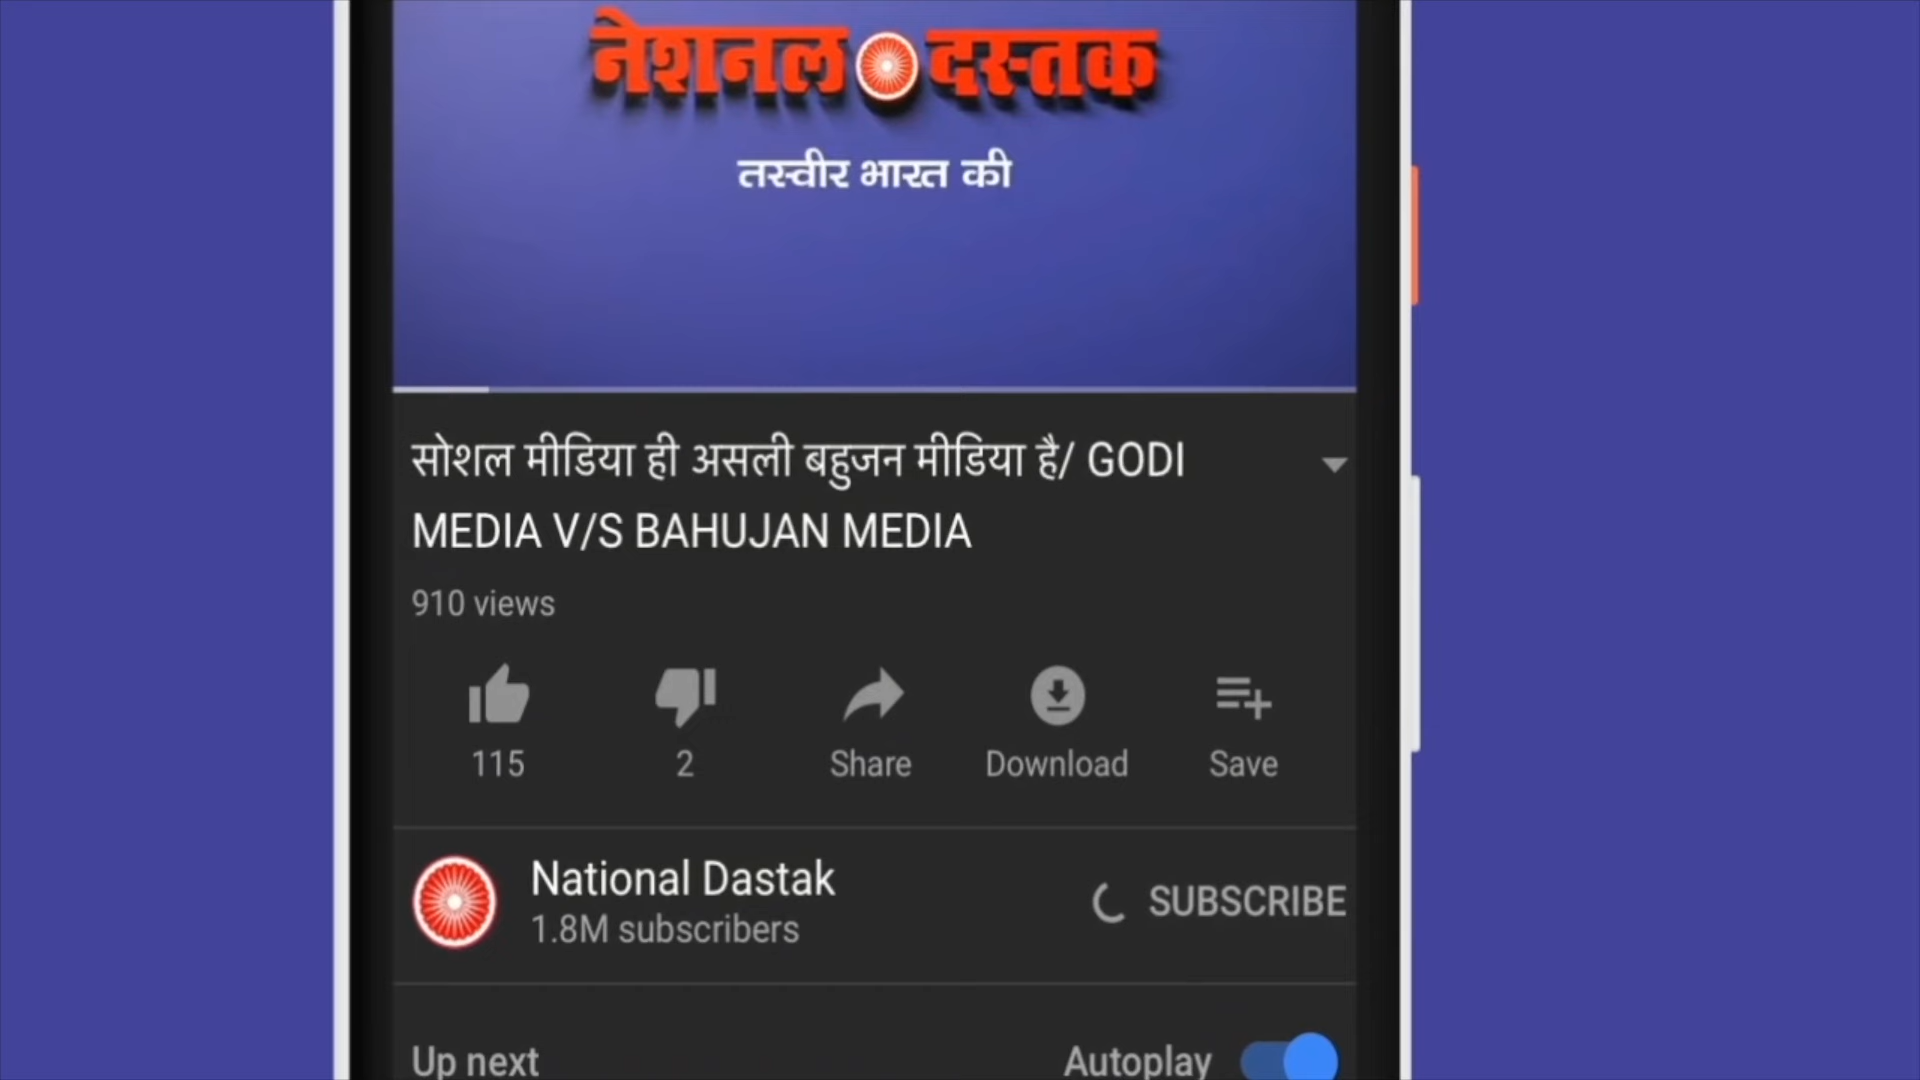 नेशनल दस्तक
तस्वीर भारत की
सोशल मीडिया ही असली बहुजन मीडिया है/ GODI
MEDIA V/S BAHUJAN MEDIA
910 views
115
2
Share
Download
Save
National Dastak
1.8M subscribers
SUBSCRIBE
Up next
Autoplay